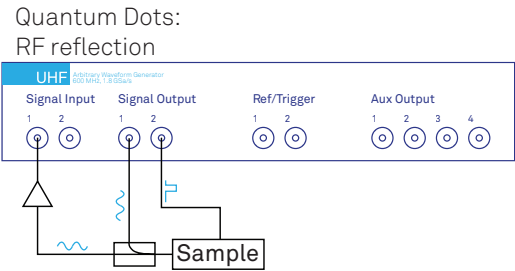 Quantum Dots:
RF reflection
UHF Arbitrary Waveform Generator
600 MHz, 1.8 GSa/s
Signal Input Signal Output Ref/Trigger Aux Output
1 2 1 2 1 2 1 2 3 4
Sample